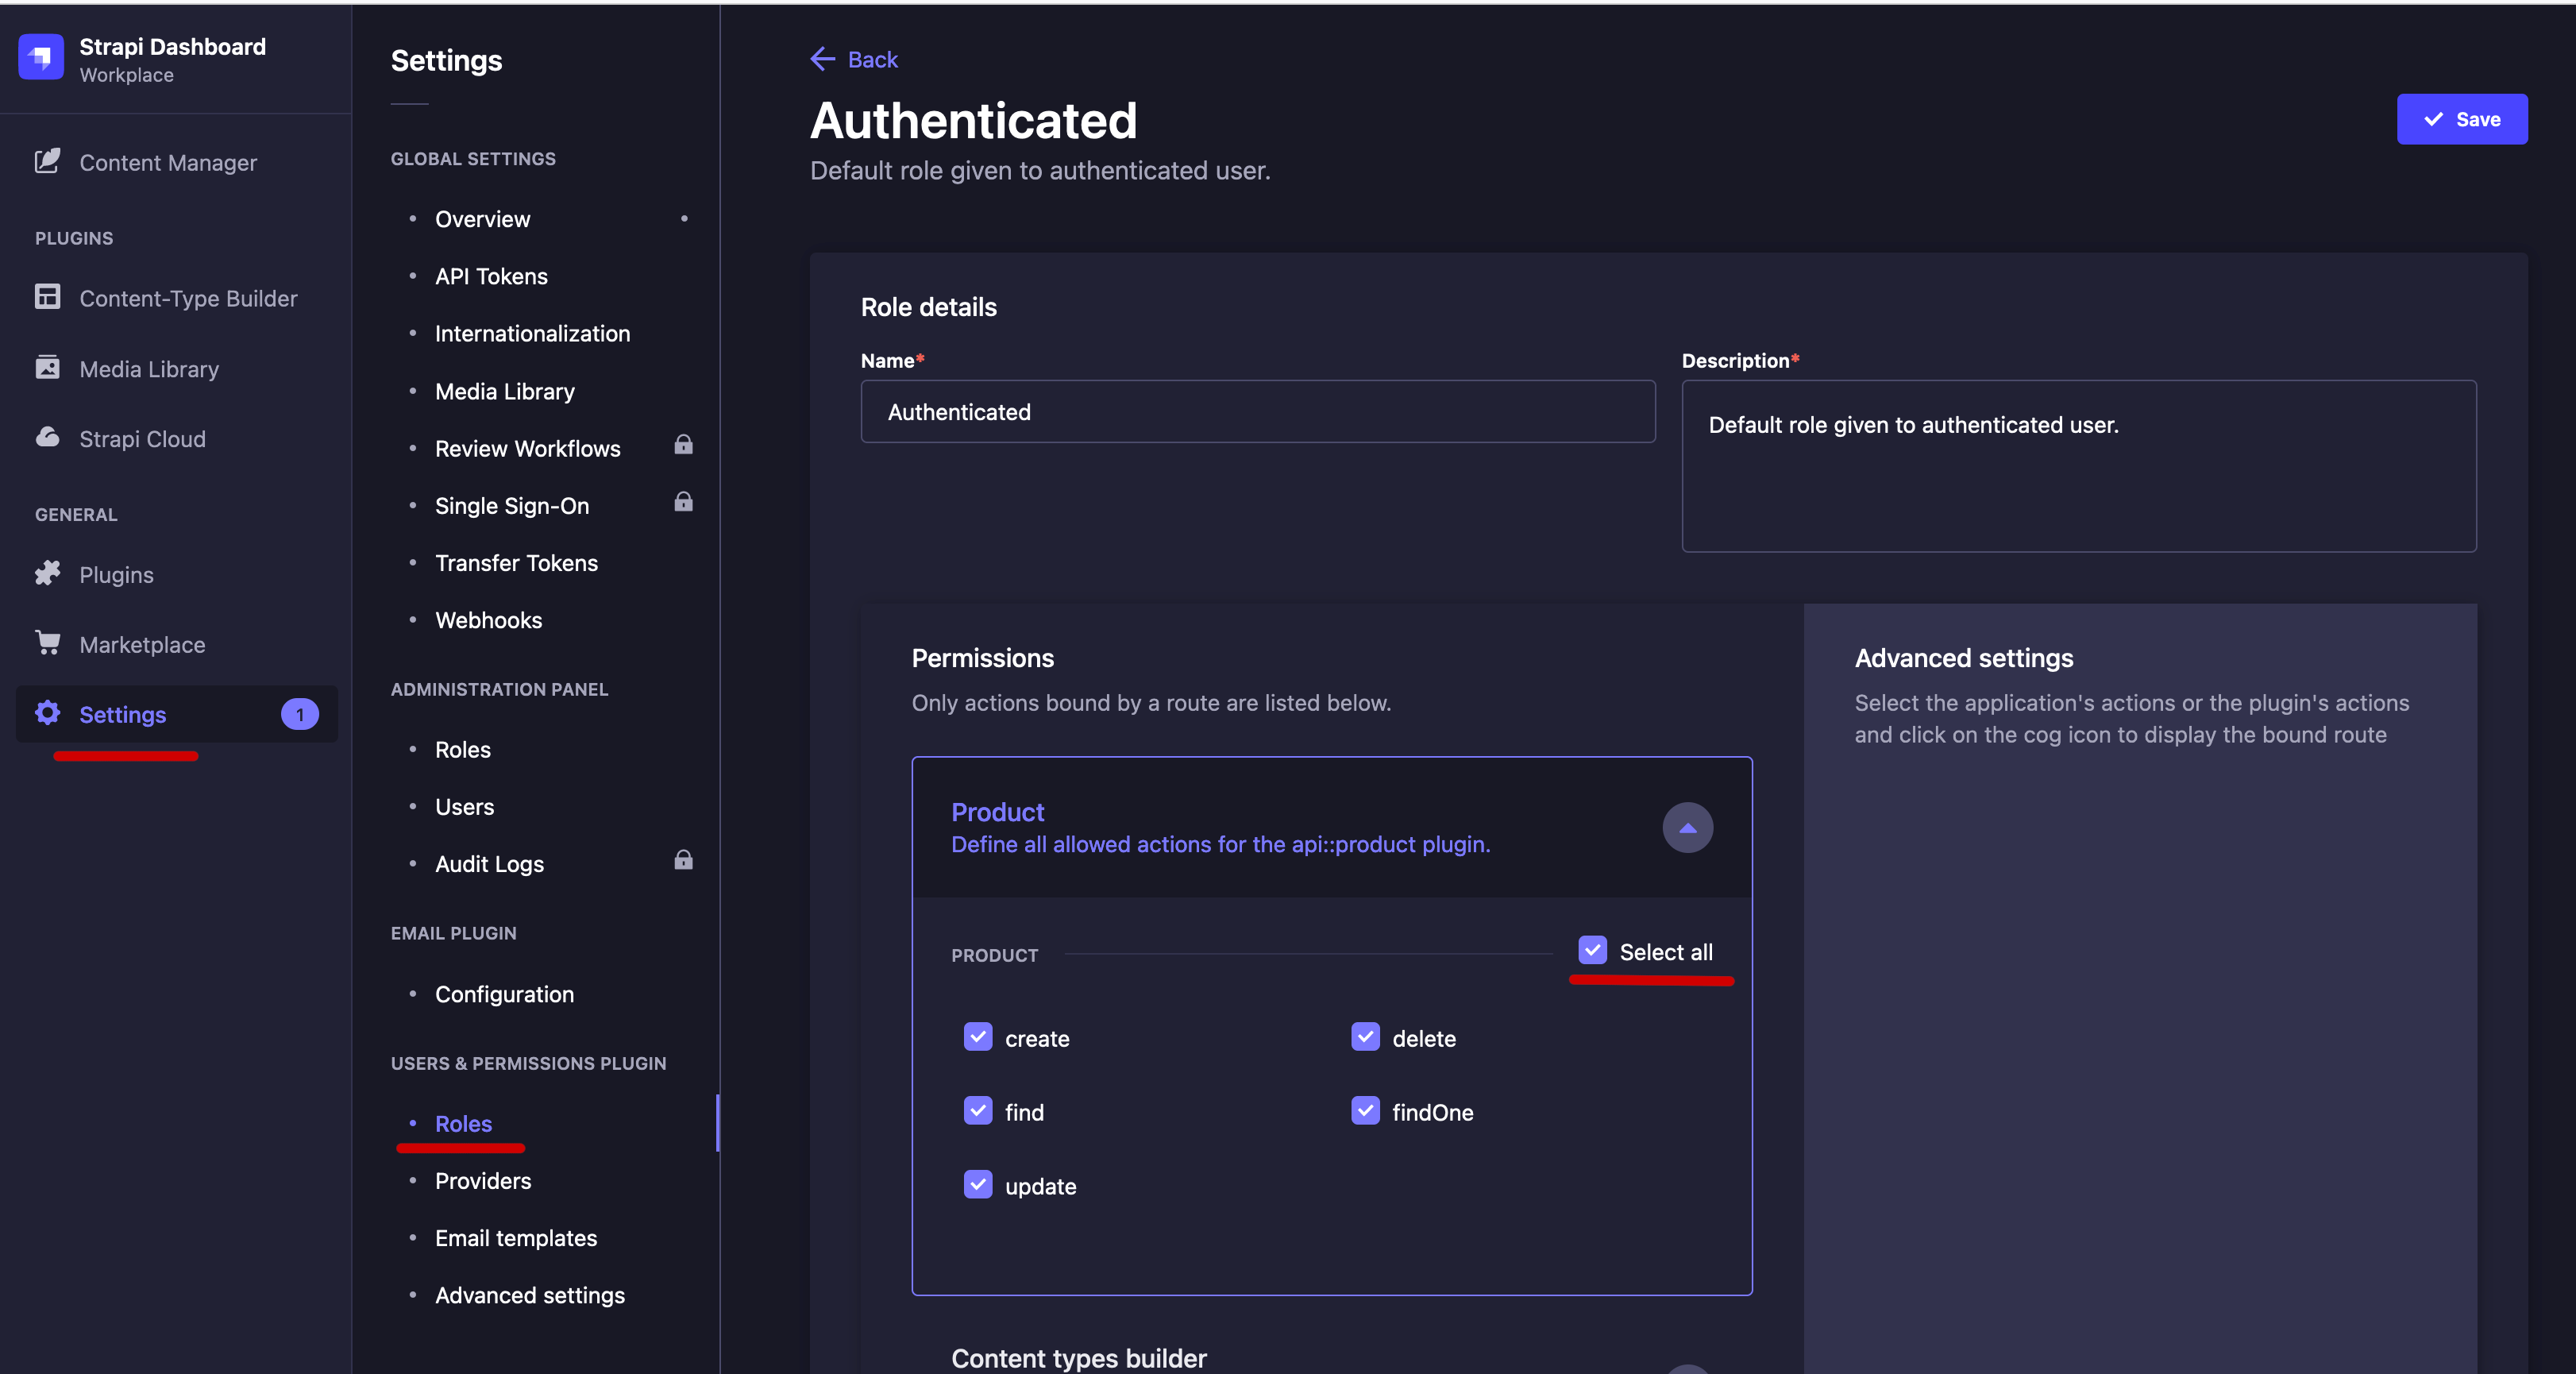 Strapi Dashboard
Workplace
Content Manager
PLUGINS
Content-Type Builder
Media Library
Strapi Cloud
GENERAL
Plugins
Marketplace
Settings
1
Settings
GLOBAL SETTINGS
Overview
API Tokens
Internationalization
Media Library
Review Workflows
Single Sign-On
Transfer Tokens
Webhooks
ADMINISTRATION PANEL
Roles
Users
Audit Logs
EMAIL PLUGIN
Configuration
USERS & PERMISSIONS PLUGIN
Roles
Providers
Email templates
Advanced settings
Back
Authenticated
Default role given to authenticated user.
Save
Role details
Name*
Authenticated
Description*
Default role given to authenticated user.
Permissions
Only actions bound by a route are listed below.
Product
Define all allowed actions for the api::product plugin.
PRODUCT
Select all
create
delete
find
findOne
update
Content types builder
Advanced settings
Select the application's actions or the plugin's actions
and click on the cog icon to display the bound route